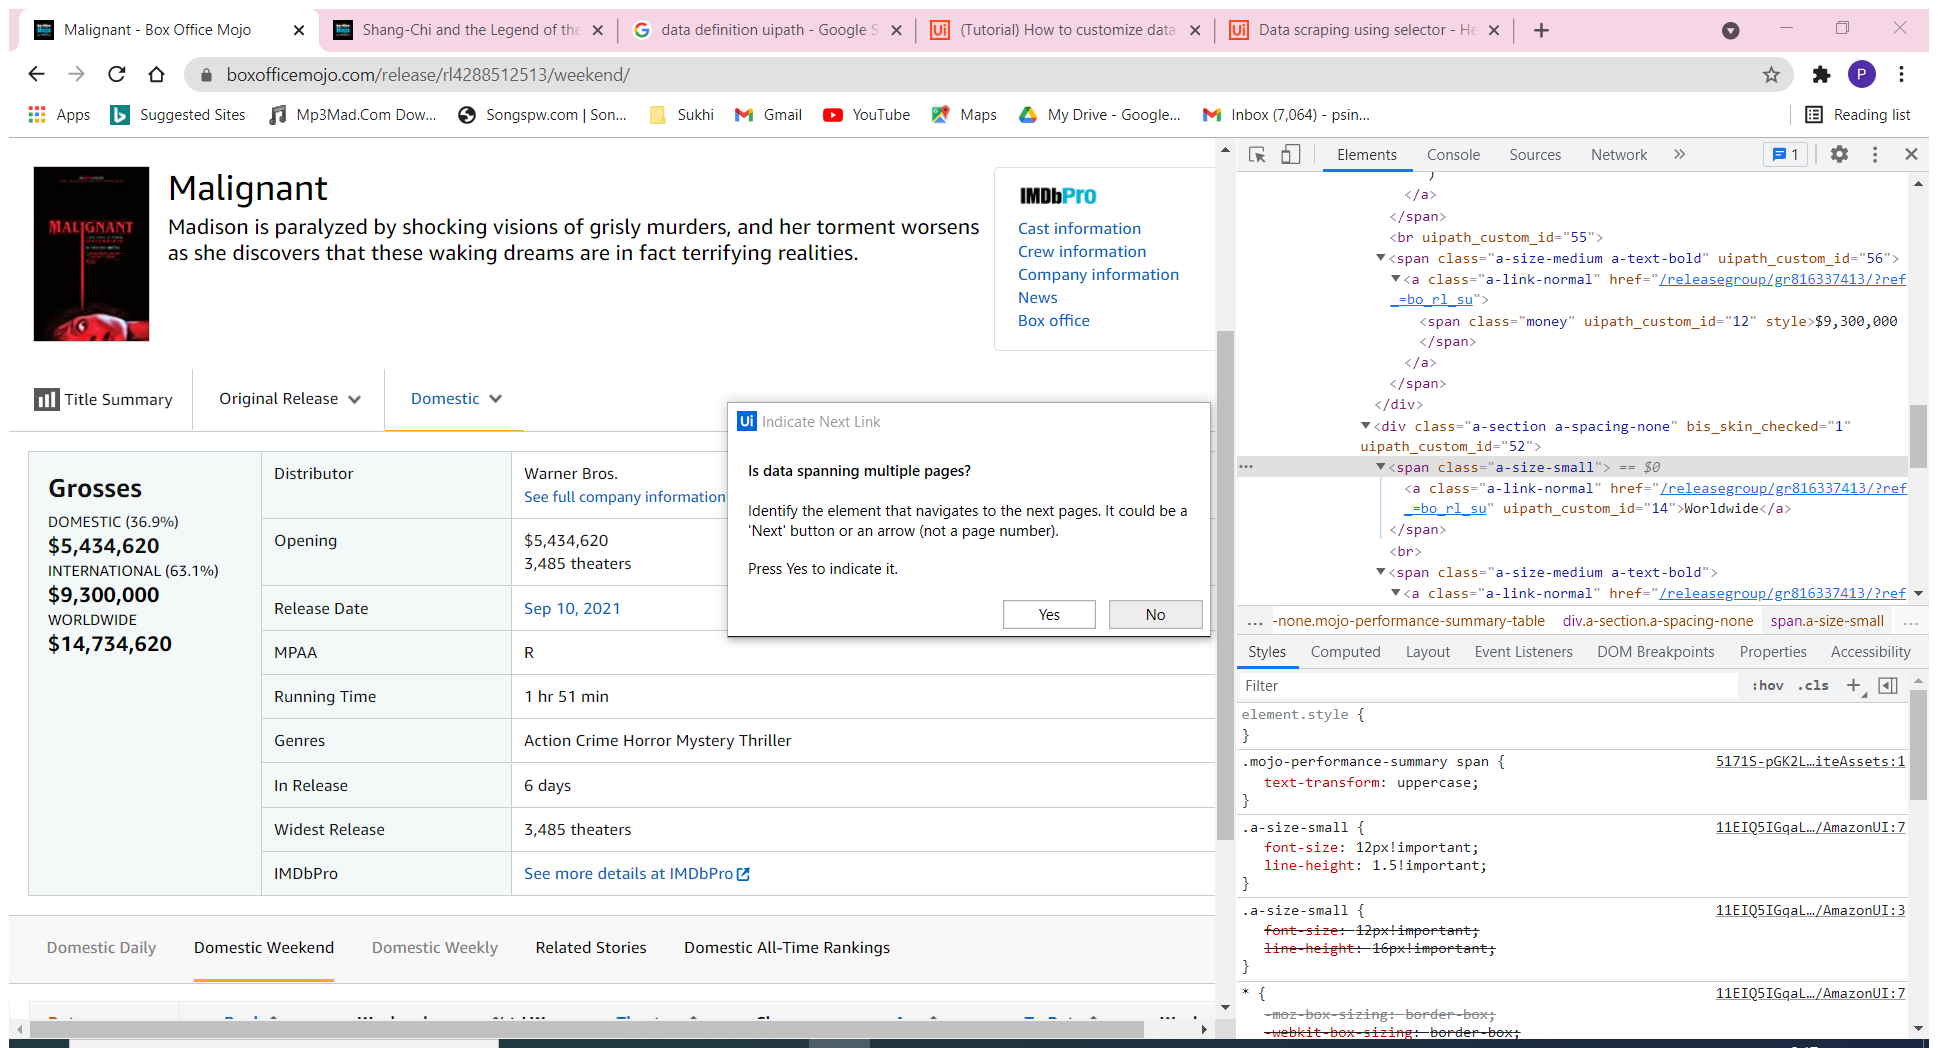 Malignant - Box Office Mojo
Shang-Chi and the Legend of the
data definition uipath - Google S
(Tutorial) How to customize data
Data scraping using selector - He
boxofficemojo.com/release/rl4288512513/weekend/
P
Apps
Suggested Sites
Mp3Mad.Com Dow...
Songspw.com | Son...
Sukhi
Gmail
YouTube
Maps
My Drive - Google...
Inbox (7,064) - psin...
Reading list
MALIGNANT
Malignant
Madison is paralyzed by shocking visions of grisly murders, and her torment worsens
as she discovers that these waking dreams are in fact terrifying realities.
IMDbPro
Cast information
Crew information
Company information
News
Box office
Title Summary
Original Release
Domestic
Grosses
DOMESTIC (36.9%)
$5,434,620
INTERNATIONAL (63.1%)
$9,300,000
WORLDWIDE
$14,734,620
Distributor
Warner Bros.
See full company information
Opening
$5,434,620
3,485 theaters
Release Date
Sep 10, 2021
MPAA
R
Running Time
1 hr 51 min
Genres
Action Crime Horror Mystery Thriller
In Release
6 days
Widest Release
3,485 theaters
IMDbPro
See more details at IMDbPro
Ui Indicate Next Link
Is data spanning multiple pages?
Identify the element that navigates to the next pages. It could be a
'Next' button or an arrow (not a page number).
Press Yes to indicate it.
Yes
No
Domestic Daily
Domestic Weekend
Domestic Weekly
Related Stories
Domestic All-Time Rankings
Elements
Console
Sources
Network
»
1
)
</a>
</span>
<br uipath_custom_id="55">
<span class="a-size-medium a-text-bold" uipath_custom_id="56">
<a class="a-link-normal" href="/releasegroup/gr816337413/?ref
_=bo_rl_su">
<span class="money" uipath_custom_id="12" style>$9,300,000
</span>
</a>
</span>
</div>
<div class="a-section a-spacing-none" bis_skin_checked="1"
uipath_custom_id="52">
<span class="a-size-small"> == $0
<a class="a-link-normal" href="/releasegroup/gr816337413/?ref
_=bo_rl_su" uipath_custom_id="14">Worldwide</a>
</span>
<br>
<span class="a-size-medium a-text-bold">
<a class="a-link-normal" href="/releasegroup/gr816337413/?ref
... -none.mojo-performance-summary-table div.a-section.a-spacing-none span.a-size-small ...
Styles
Computed
Layout
Event Listeners
DOM Breakpoints
Properties
Accessibility
Filter
:hov .cls +
element.style {
}
.mojo-performance-summary span {
5171S-pGK2L…iteAssets:1
text-transform: uppercase;
}
.a-size-small {
11EIQ5IGqaL…/AmazonUI:7
font-size: 12px!important;
line-height: 1.5!important;
}
.a-size-small {
11EIQ5IGqaL…/AmazonUI:3
font-size: 12px!important;
line-height: 16px!important;
}
* {
11EIQ5IGqaL…/AmazonUI:7
-moz-box-sizing: border-box;
-webkit-box-sizing: border-box;